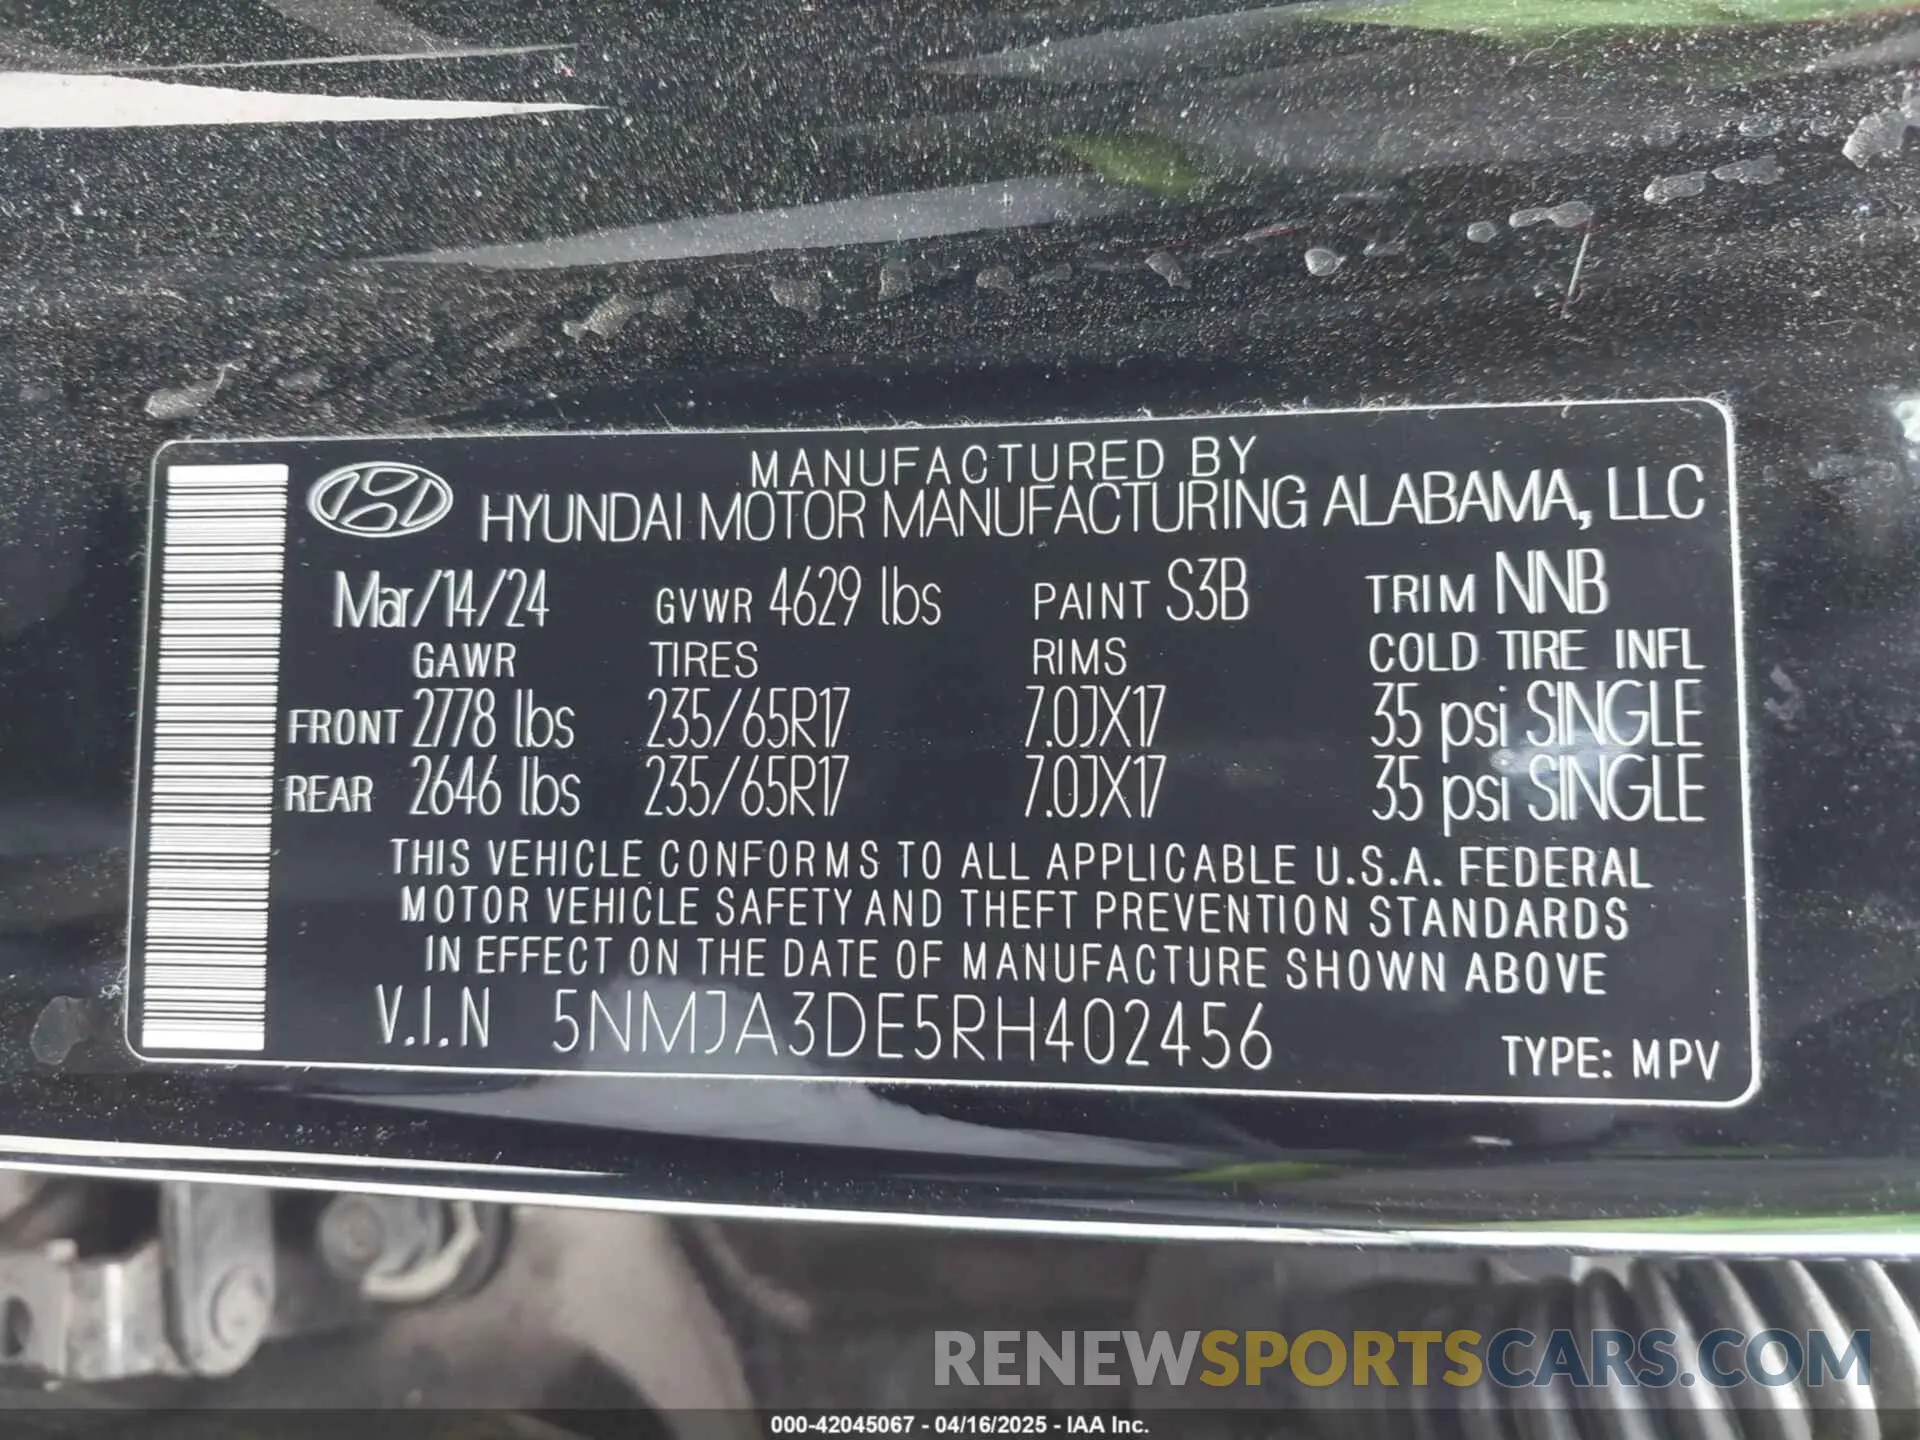 MANUFACTURED BY
HYUNDAI MOTOR MANUFACTURING ALABAMA, LLC
Mar/14/24 GVWR 4629 lbs PAINT S3B TRIM NNB
GAWR TIRES RIMS COLD TIRE INFL
FRONT 2778 lbs 235/65R17 7.0JX17 35 psi SINGLE
REAR 2646 lbs 235/65R17 7.0JX17 35 psi SINGLE
THIS VEHICLE CONFORMS TO ALL APPLICABLE U.S.A. FEDERAL
MOTOR VEHICLE SAFETY AND THEFT PREVENTION STANDARDS
IN EFFECT ON THE DATE OF MANUFACTURE SHOWN ABOVE
V.I.N 5NMJA3DE5RH402456
TYPE: MPV
RENEWSPORTSCARS.COM
000-42045067 - 04/16/2025 - IAA Inc.